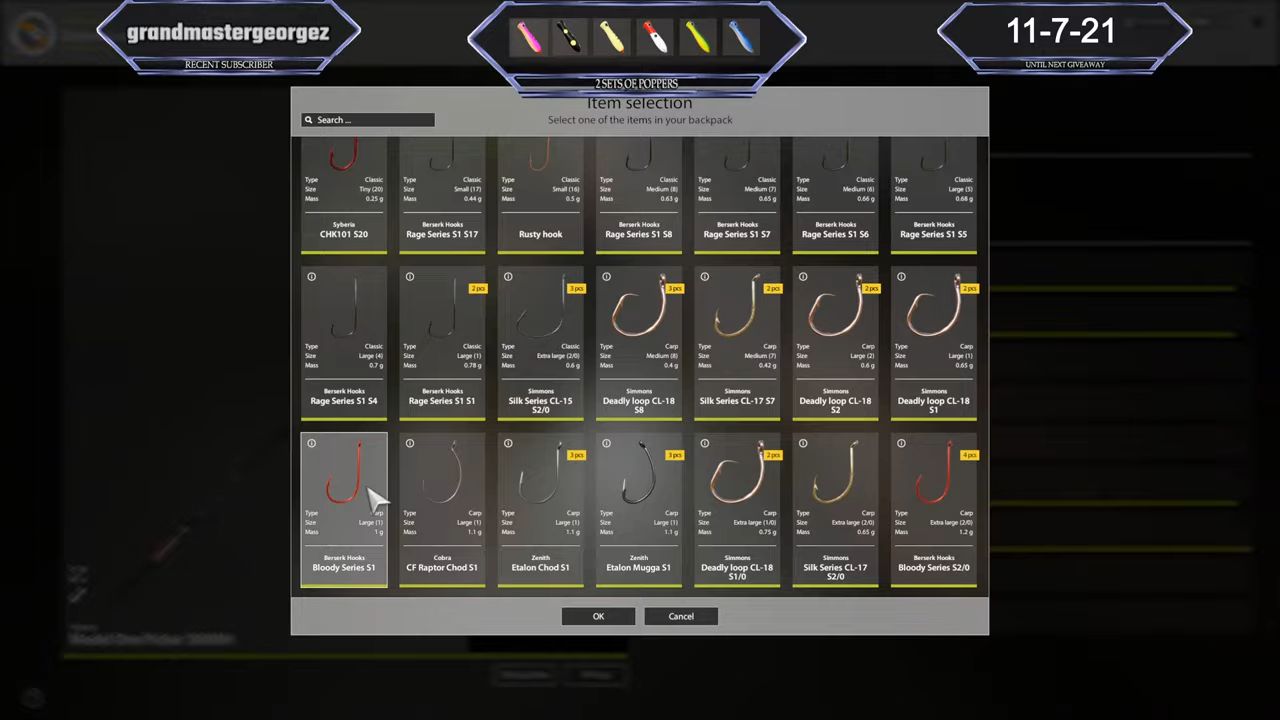 grandmastergeorgez
RECENT SUBSCRIBER
2 SETS OF POPPERS
11-7-21
UNTIL NEXT GIVEAWAY
Item selection
Select one of the items in your backpack
Search ...
Type Classic
Size Tiny (20)
Mass 0.25 g
Syberia
CHK101 S20
Type Classic
Size Small (17)
Mass 0.44 g
Berserk Hooks
Rage Series S1 S17
Type Classic
Size Small (16)
Mass 0.5 g
Rusty hook
Type Classic
Size Medium (8)
Mass 0.63 g
Berserk Hooks
Rage Series S1 S8
Type Classic
Size Medium (7)
Mass 0.65 g
Berserk Hooks
Rage Series S1 S7
Type Classic
Size Medium (6)
Mass 0.66 g
Berserk Hooks
Rage Series S1 S6
Type Classic
Size Large (5)
Mass 0.68 g
Berserk Hooks
Rage Series S1 S5
Type Classic
Size Large (4)
Mass 0.7 g
Berserk Hooks
Rage Series S1 S4
2 pcs
Type Classic
Size Large (1)
Mass 0.78 g
Berserk Hooks
Rage Series S1 S1
3 pcs
Type Classic
Size Extra large (2/0)
Mass 0.6 g
Simmons
Silk Series CL-15
S2/0
3 pcs
Type Carp
Size Medium (8)
Mass 0.4 g
Simmons
Deadly loop CL-18
S8
2 pcs
Type Carp
Size Medium (7)
Mass 0.42 g
Simmons
Silk Series CL-17 S7
2 pcs
Type Carp
Size Large (2)
Mass 0.6 g
Simmons
Deadly loop CL-18
S2
2 pcs
Type Carp
Size Large (1)
Mass 0.65 g
Simmons
Deadly loop CL-18
S1
Type arp
Size Large (1)
Mass 1 g
Berserk Hooks
Bloody Series S1
Type Carp
Size Large (1)
Mass 1.1 g
Cobra
CF Raptor Chod S1
3 pcs
Type Carp
Size Large (1)
Mass 1.1 g
Zenith
Etalon Chod S1
3 pcs
Type Carp
Size Large (1)
Mass 1.1 g
Zenith
Etalon Mugga S1
2 pcs
Type Carp
Size Extra large (1/0)
Mass 0.75 g
Simmons
Deadly loop CL-18
S1/0
Type Carp
Size Extra large (2/0)
Mass 0.65 g
Simmons
Silk Series CL-17
S2/0
4 pcs
Type Carp
Size Extra large (2/0)
Mass 1.2 g
Berserk Hooks
Bloody Series S2/0
OK
Cancel